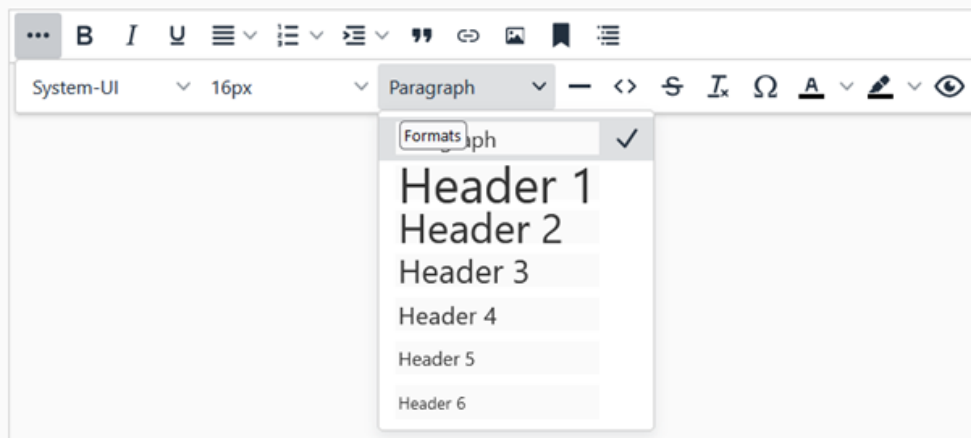 System-UI 16px Paragraph
Formats
Header 1
Header 2
Header 3
Header 4
Header 5
Header 6